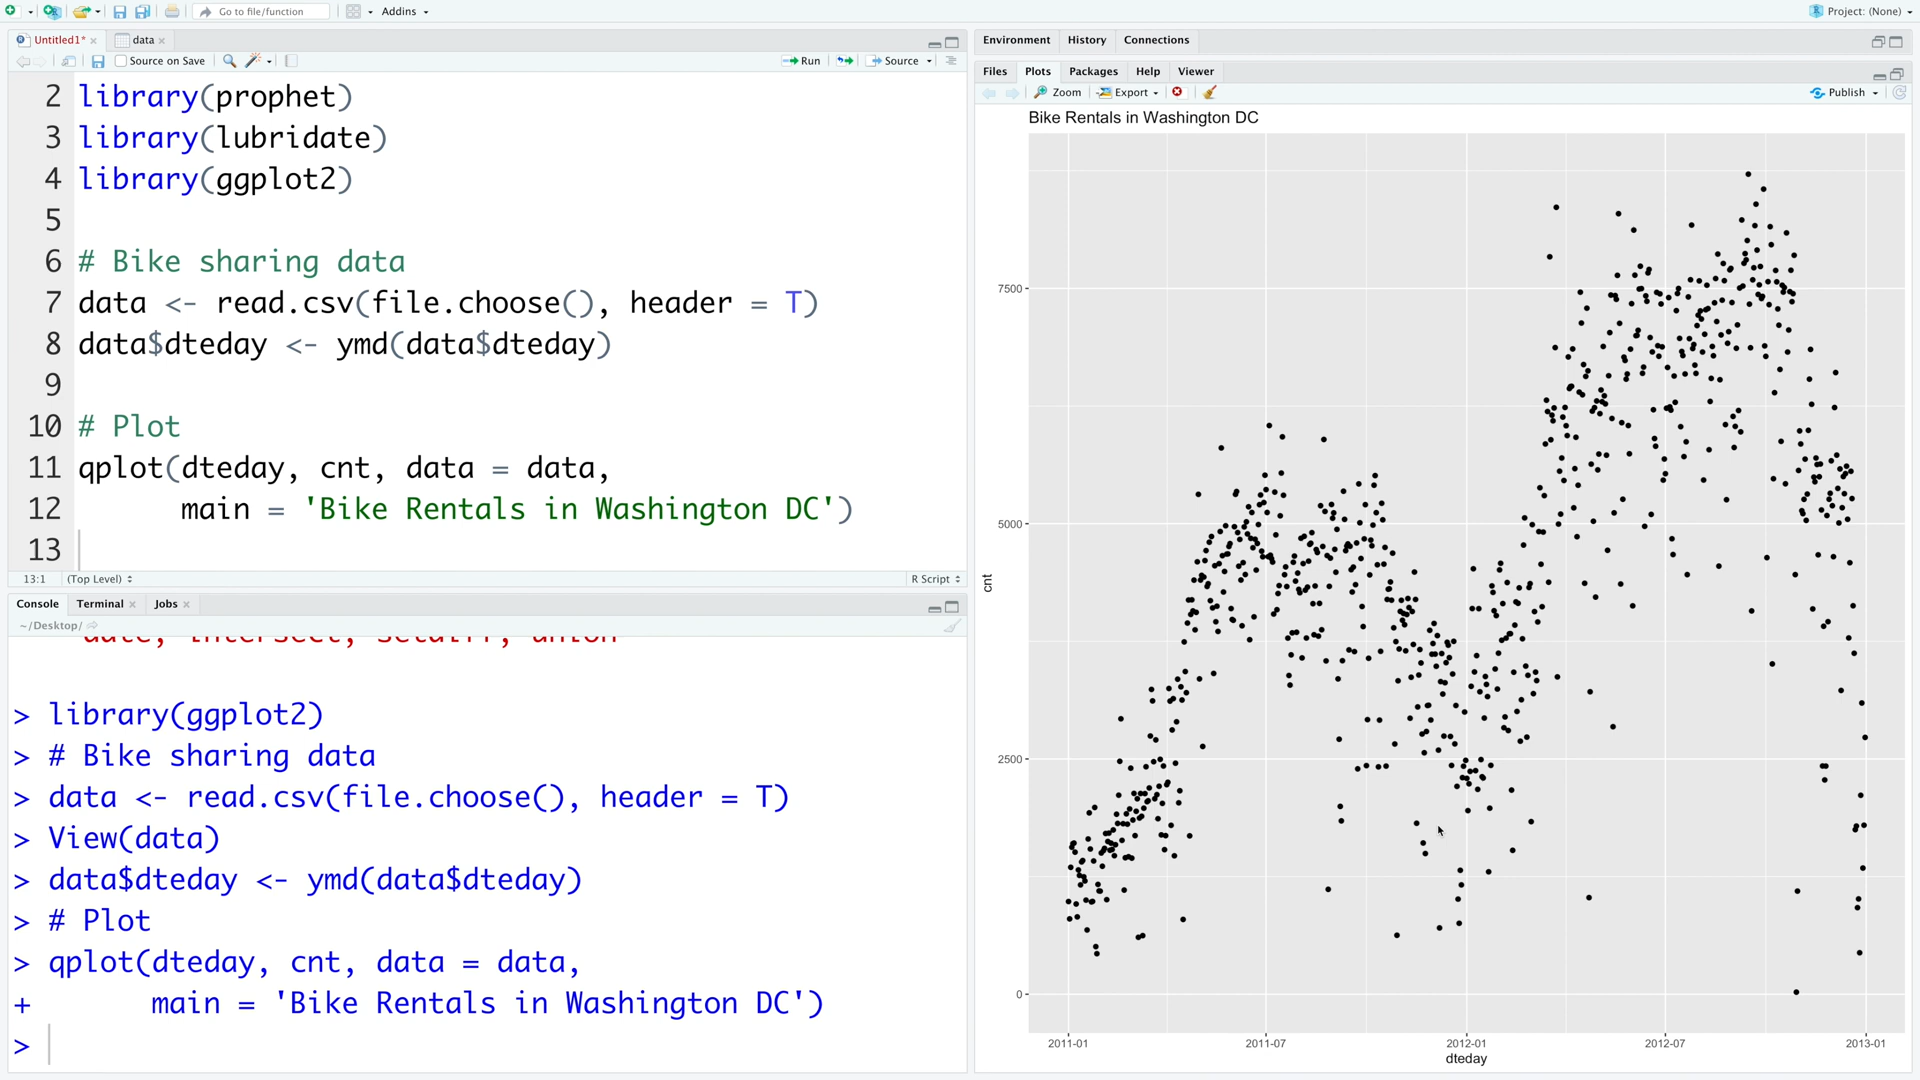 Go to file/function
Addins
Project: (None)
Untitled1*
data
Source on Save
Run
Source
2 library(prophet)
3 library(lubridate)
4 library(ggplot2)
5
6 # Bike sharing data
7 data <- read.csv(file.choose(), header = T)
8 data$dteday <- ymd(data$dteday)
9
10 # Plot
11 qplot(dteday, cnt, data = data,
12 main = 'Bike Rentals in Washington DC')
13
13:1
(Top Level)
R Script
Console
Terminal
Jobs
~/Desktop/
date, intersect, setdiff, union
> library(ggplot2)
> # Bike sharing data
> data <- read.csv(file.choose(), header = T)
> View(data)
> data$dteday <- ymd(data$dteday)
> # Plot
> qplot(dteday, cnt, data = data,
+ main = 'Bike Rentals in Washington DC')
>
Environment
History
Connections
Files
Plots
Packages
Help
Viewer
Zoom
Export
Publish
Bike Rentals in Washington DC
7500
5000
2500
0
cnt
2011-01
2011-07
2012-01
2012-07
2013-01
dteday